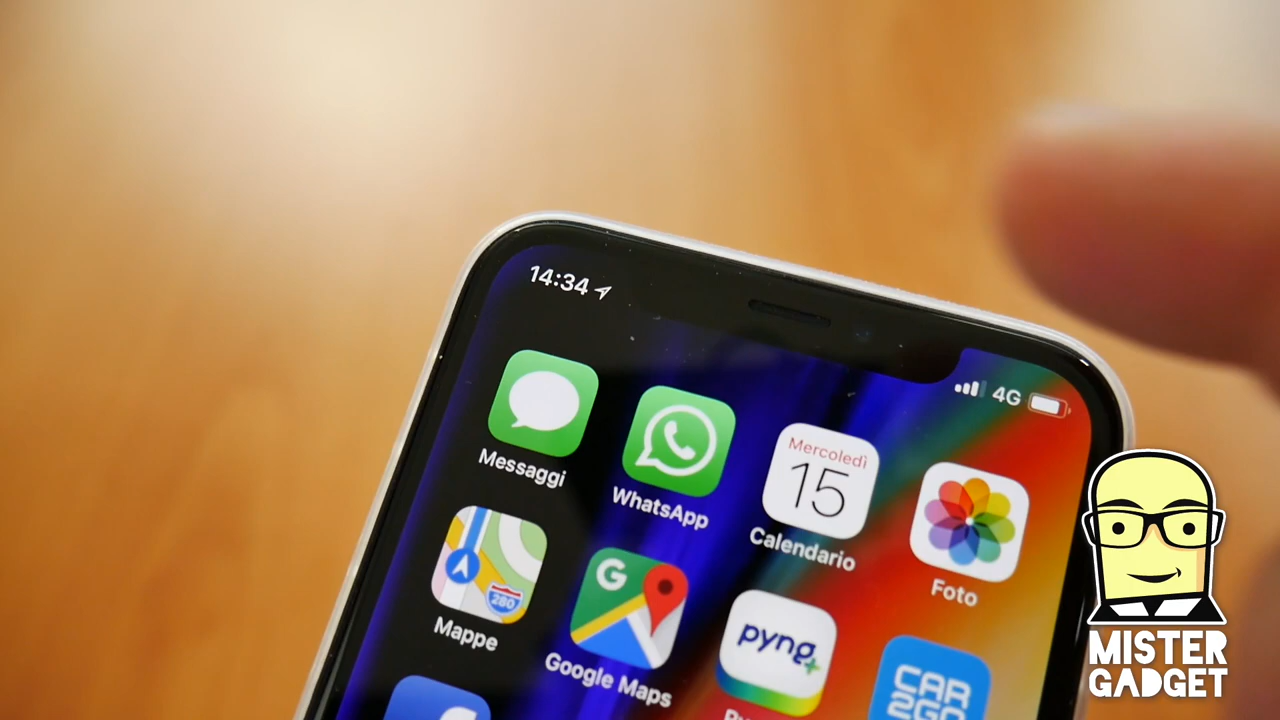 14:34
4G
Messaggi
WhatsApp
Mercoledì
15
Calendario
Foto
280
Mappe
G
Google Maps
pyng
CAR
2GO
MISTER
GADGET